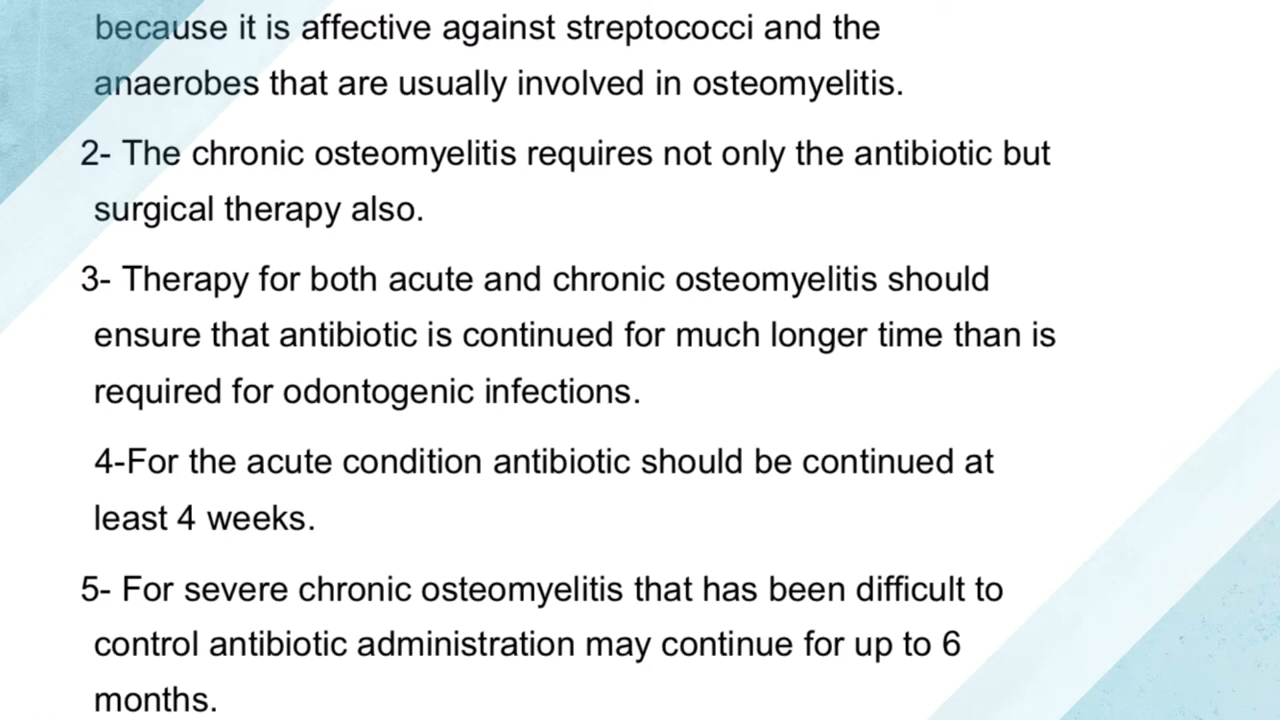 because it is affective against streptococci and the
anaerobes that are usually involved in osteomyelitis.
2- The chronic osteomyelitis requires not only the antibiotic but
surgical therapy also.
3- Therapy for both acute and chronic osteomyelitis should
ensure that antibiotic is continued for much longer time than is
required for odontogenic infections.
4-For the acute condition antibiotic should be continued at
least 4 weeks.
5- For severe chronic osteomyelitis that has been difficult to
control antibiotic administration may continue for up to 6
months.